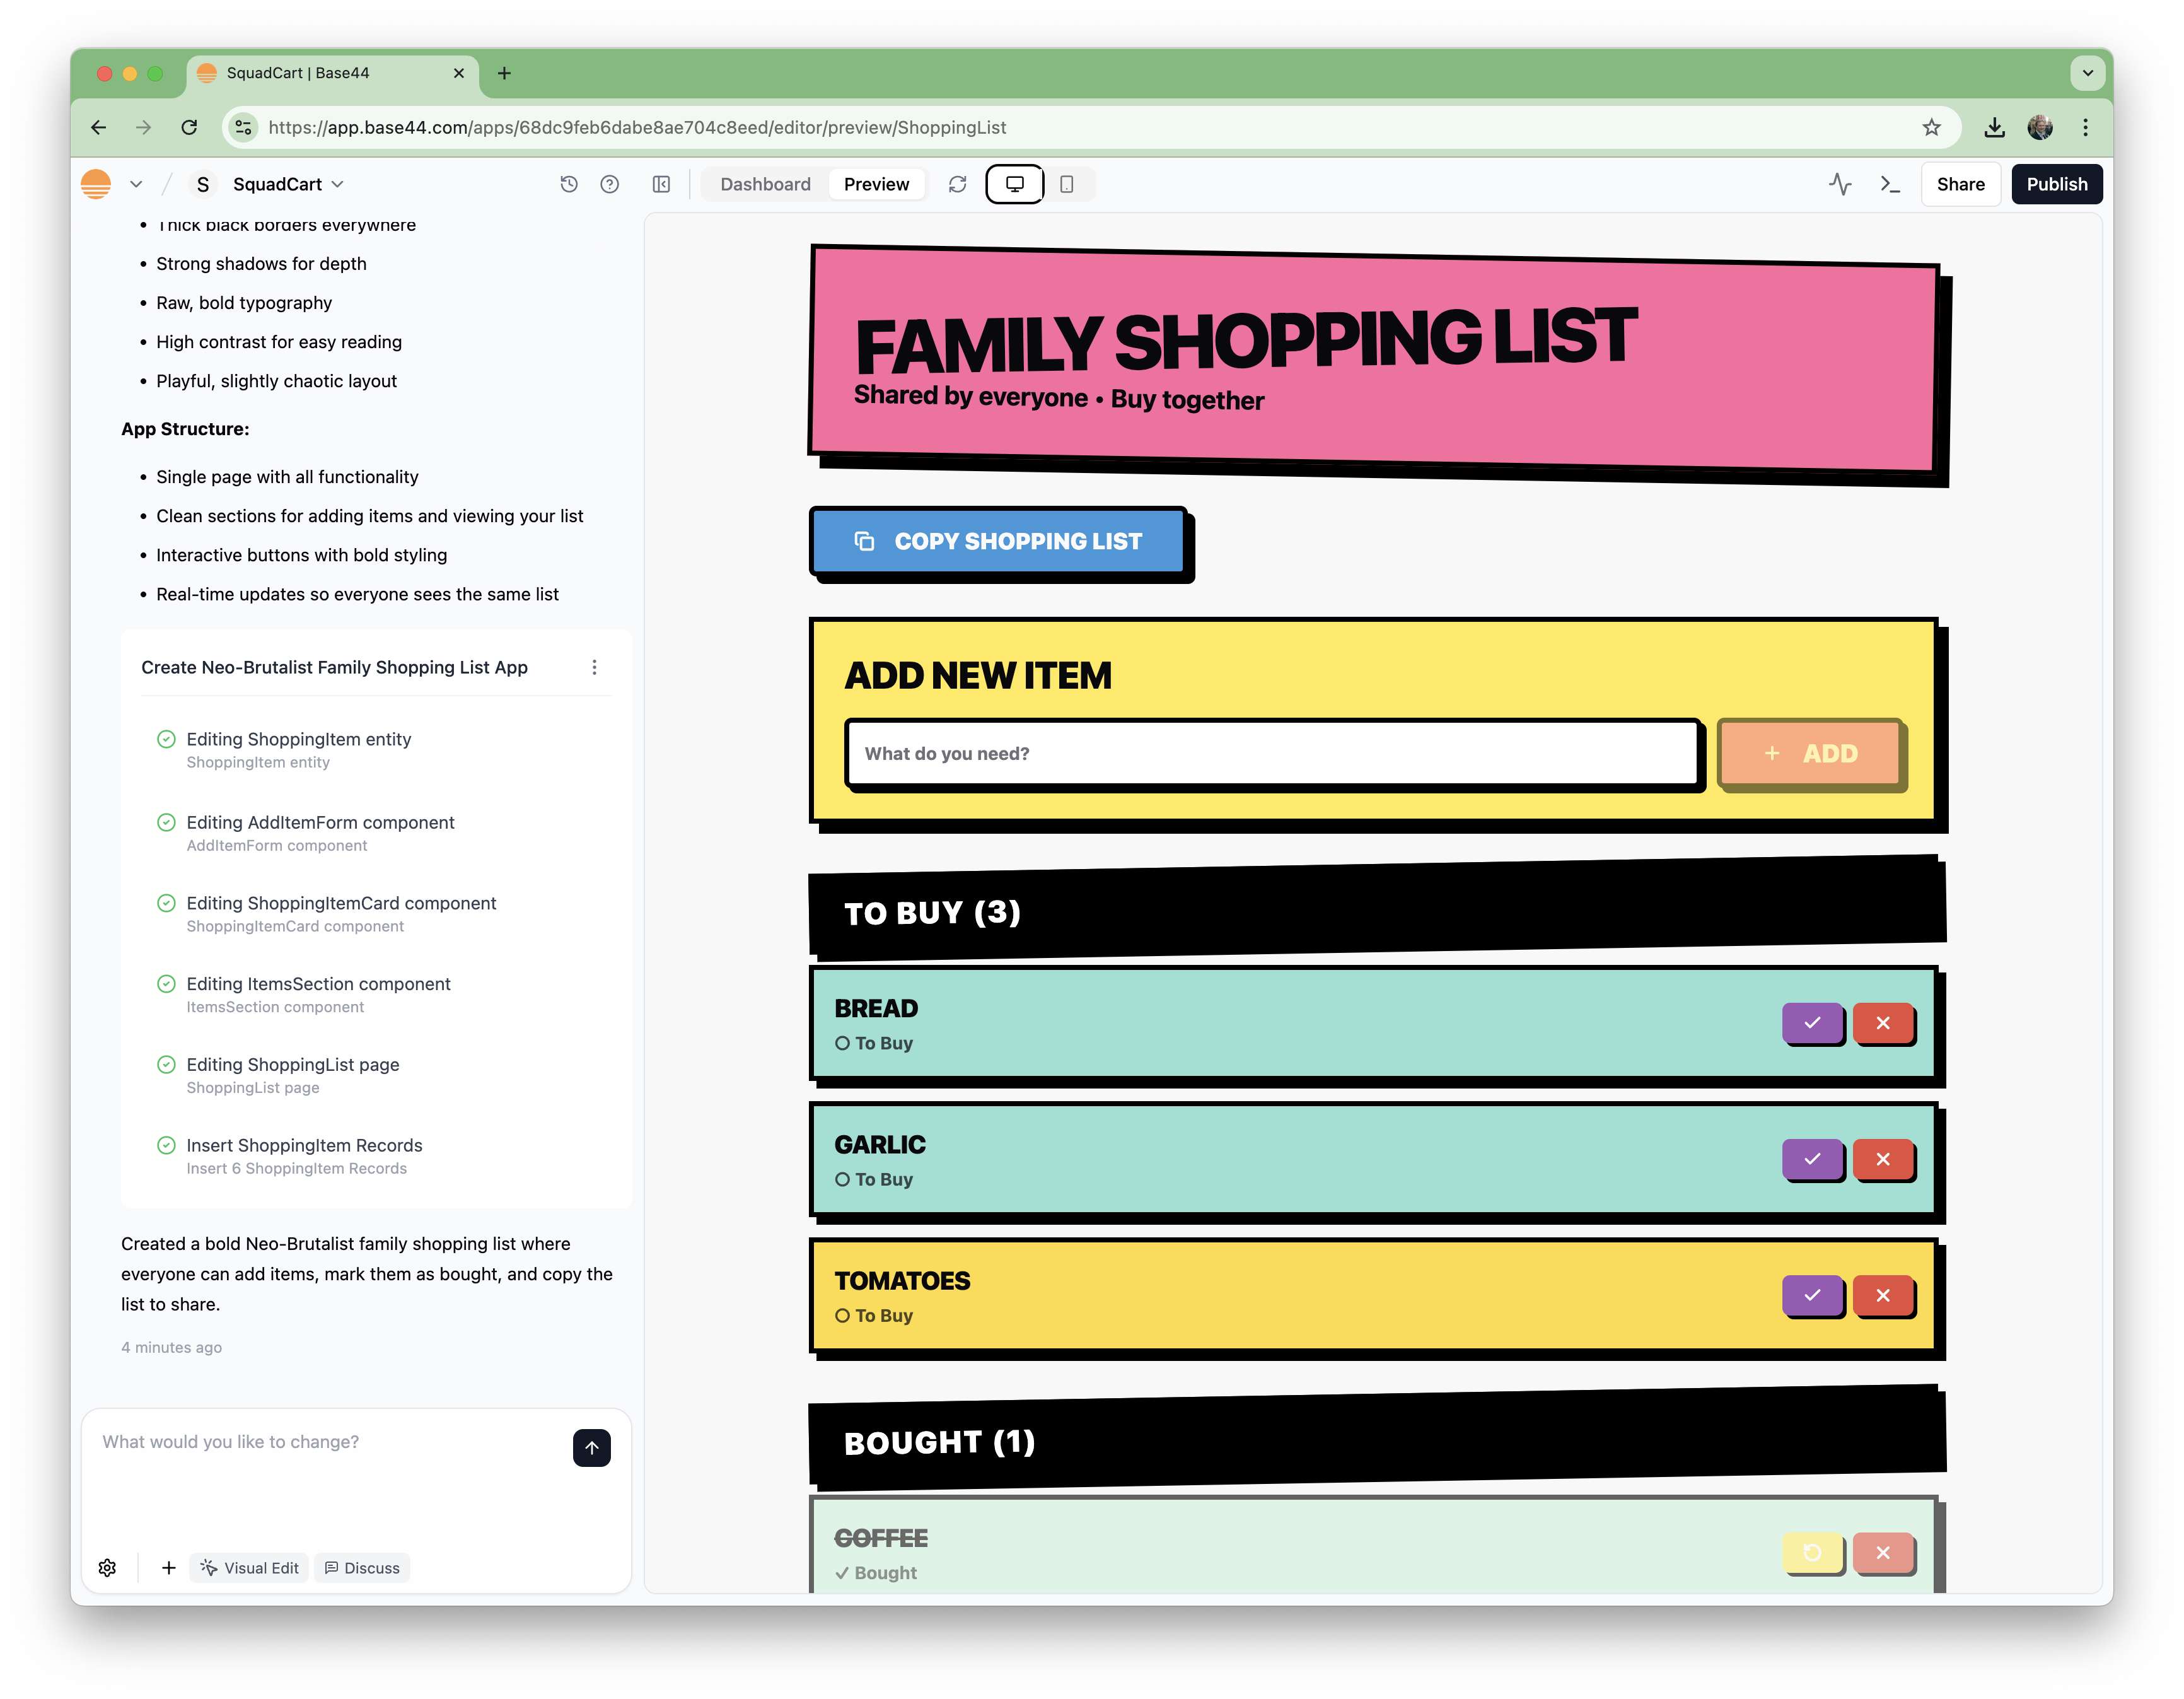 SquadCart | Base44
https://app.base44.com/apps/68dc9feb6dabe8ae704c8eed/editor/preview/ShoppingList
S SquadCart
Dashboard Preview
Share Publish
Thick black borders everywhere
Strong shadows for depth
Raw, bold typography
High contrast for easy reading
Playful, slightly chaotic layout
App Structure:
Single page with all functionality
Clean sections for adding items and viewing your list
Interactive buttons with bold styling
Real-time updates so everyone sees the same list
Create Neo-Brutalist Family Shopping List App
Editing ShoppingItem entity
ShoppingItem entity
Editing AddItemForm component
AddItemForm component
Editing ShoppingItemCard component
ShoppingItemCard component
Editing ItemsSection component
ItemsSection component
Editing ShoppingList page
ShoppingList page
Insert ShoppingItem Records
Insert 6 ShoppingItem Records
Created a bold Neo-Brutalist family shopping list where
everyone can add items, mark them as bought, and copy the
list to share.
4 minutes ago
What would you like to change?
Visual Edit Discuss
FAMILY SHOPPING LIST
Shared by everyone • Buy together
COPY SHOPPING LIST
ADD NEW ITEM
What do you need?
+ ADD
TO BUY (3)
BREAD
To Buy
GARLIC
To Buy
TOMATOES
To Buy
BOUGHT (1)
COFFEE
✓ Bought